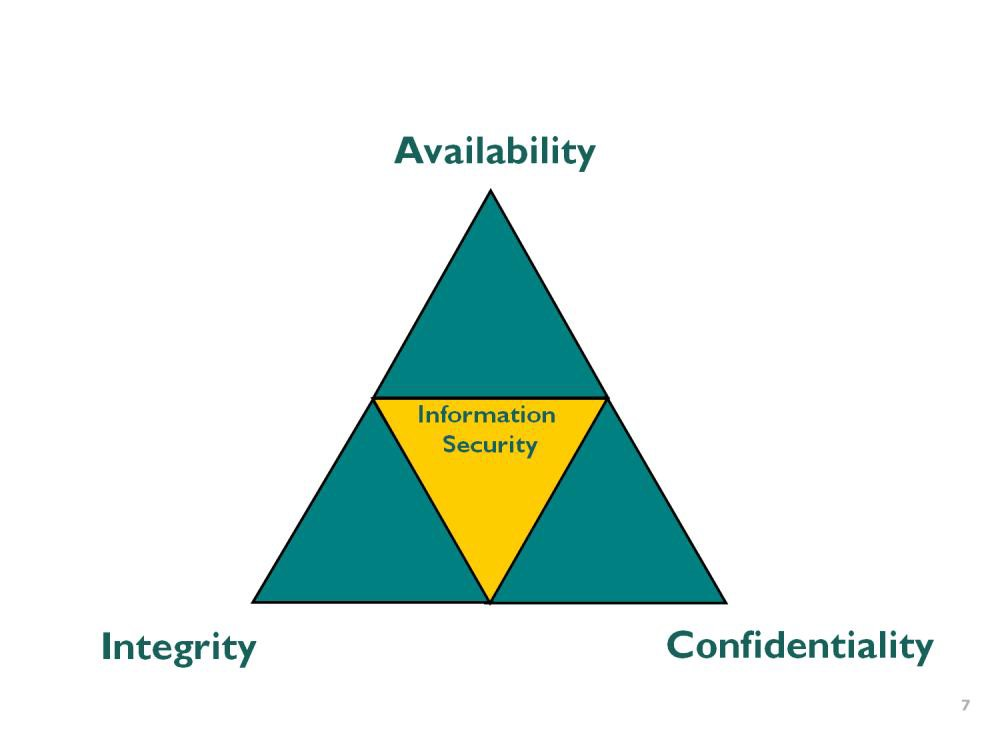 Availability
Information
Security
Integrity
Confidentiality
7